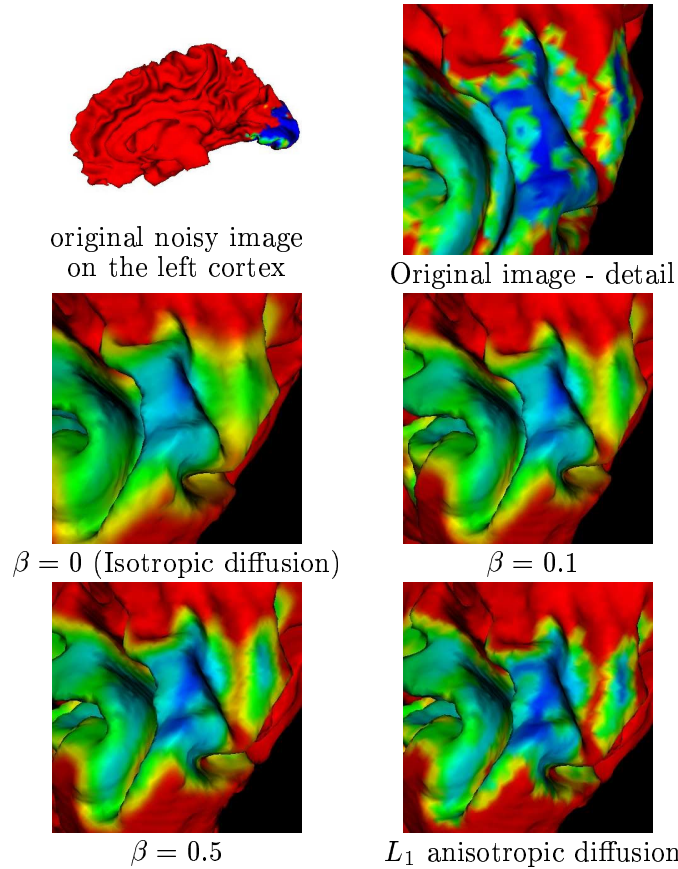 original noisy image
on the left cortex
Original image - detail
β = 0 (Isotropic diffusion)
β = 0.1
β = 0.5
L₁ anisotropic diffusion